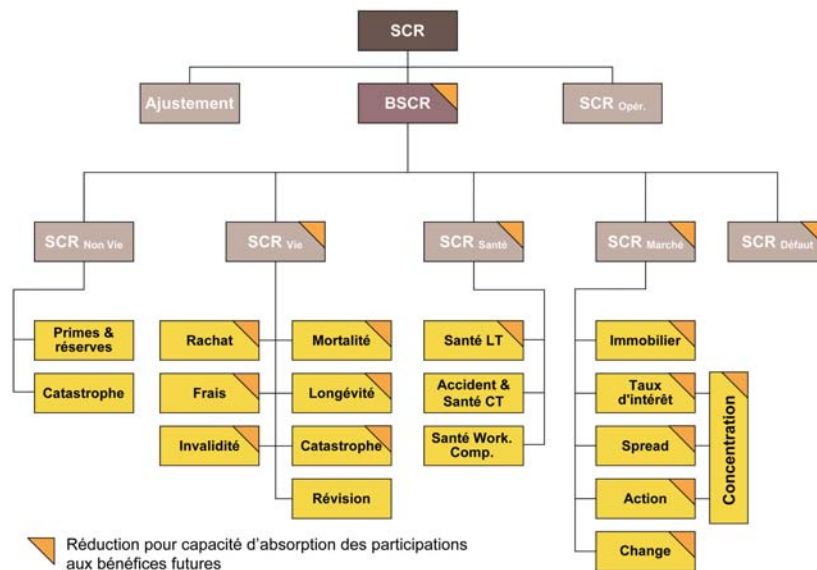 SCR
Ajustement
BSCR
SCR Opér.
SCR Non Vie
SCR Vie
SCR Santé
SCR Marché
SCR Défaut
Primes &
réserves
Catastrophe
Rachat
Mortalité
Frais
Longévité
Invalidité
Catastrophe
Révision
Santé LT
Accident &
Santé CT
Santé Work.
Comp.
Immobilier
Taux
d'intérêt
Spread
Action
Change
Concentration
Réduction pour capacité d'absorption des participations
aux bénéfices futures